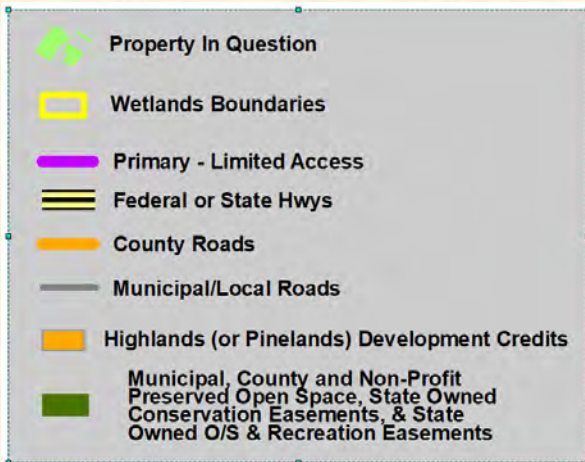 Property In Question
Wetlands Boundaries
Primary - Limited Access
Federal or State Hwys
County Roads
Municipal/Local Roads
Highlands (or Pinelands) Development Credits
Municipal, County and Non-Profit
Preserved Open Space, State Owned
Conservation Easements, & State
Owned O/S & Recreation Easements